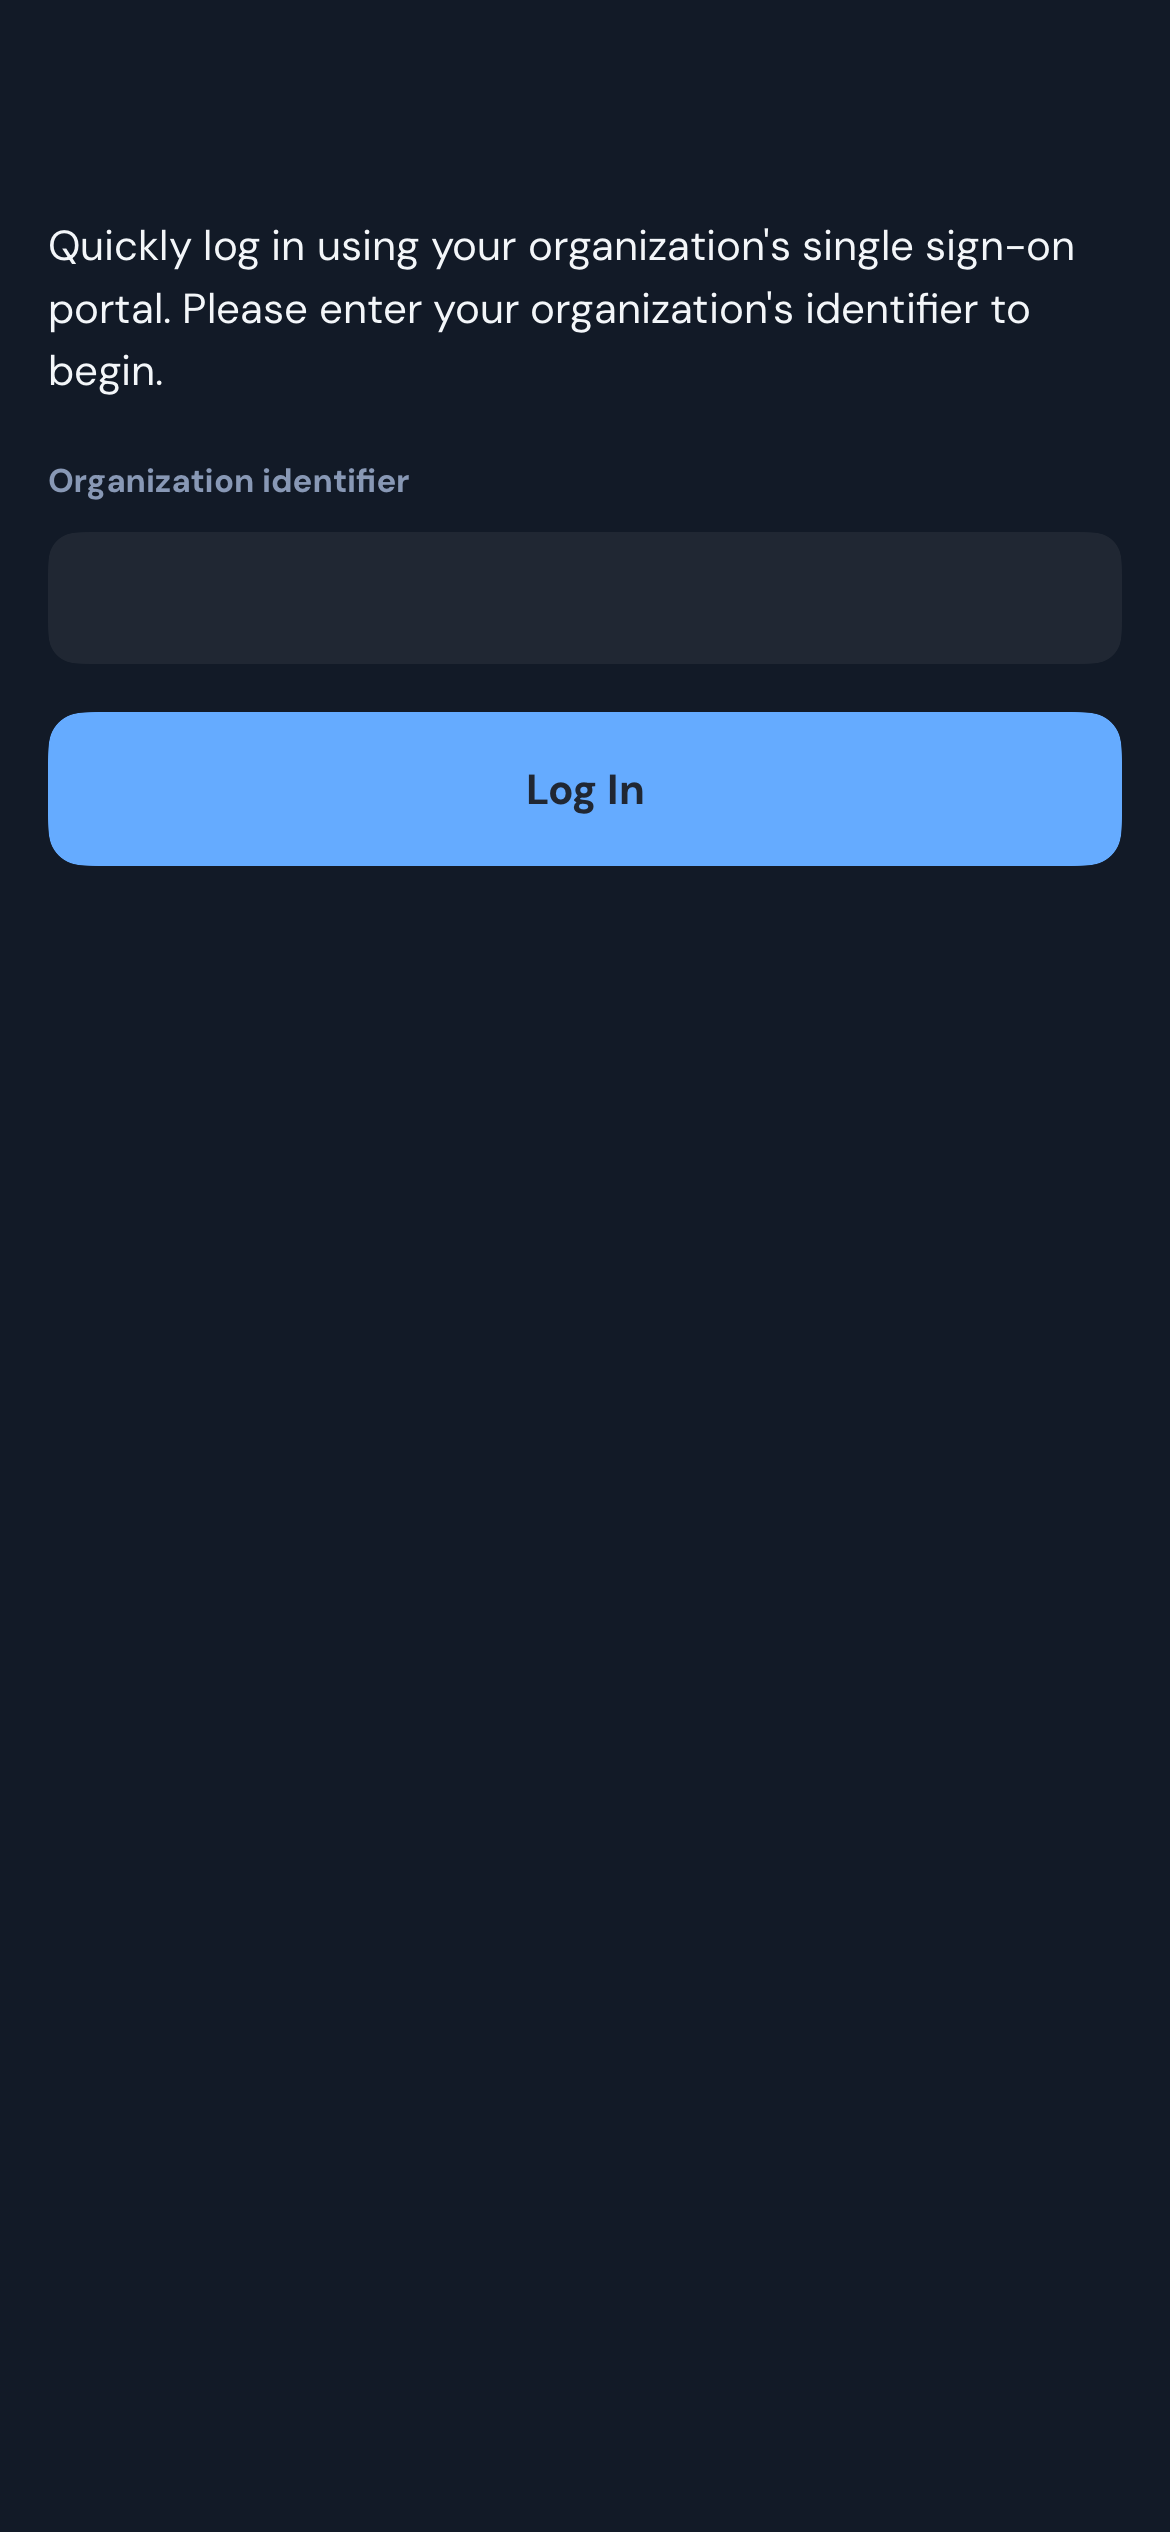 Quickly log in using your organization's single sign-on
portal. Please enter your organization's identifier to
begin.
Organization identifier
Log In